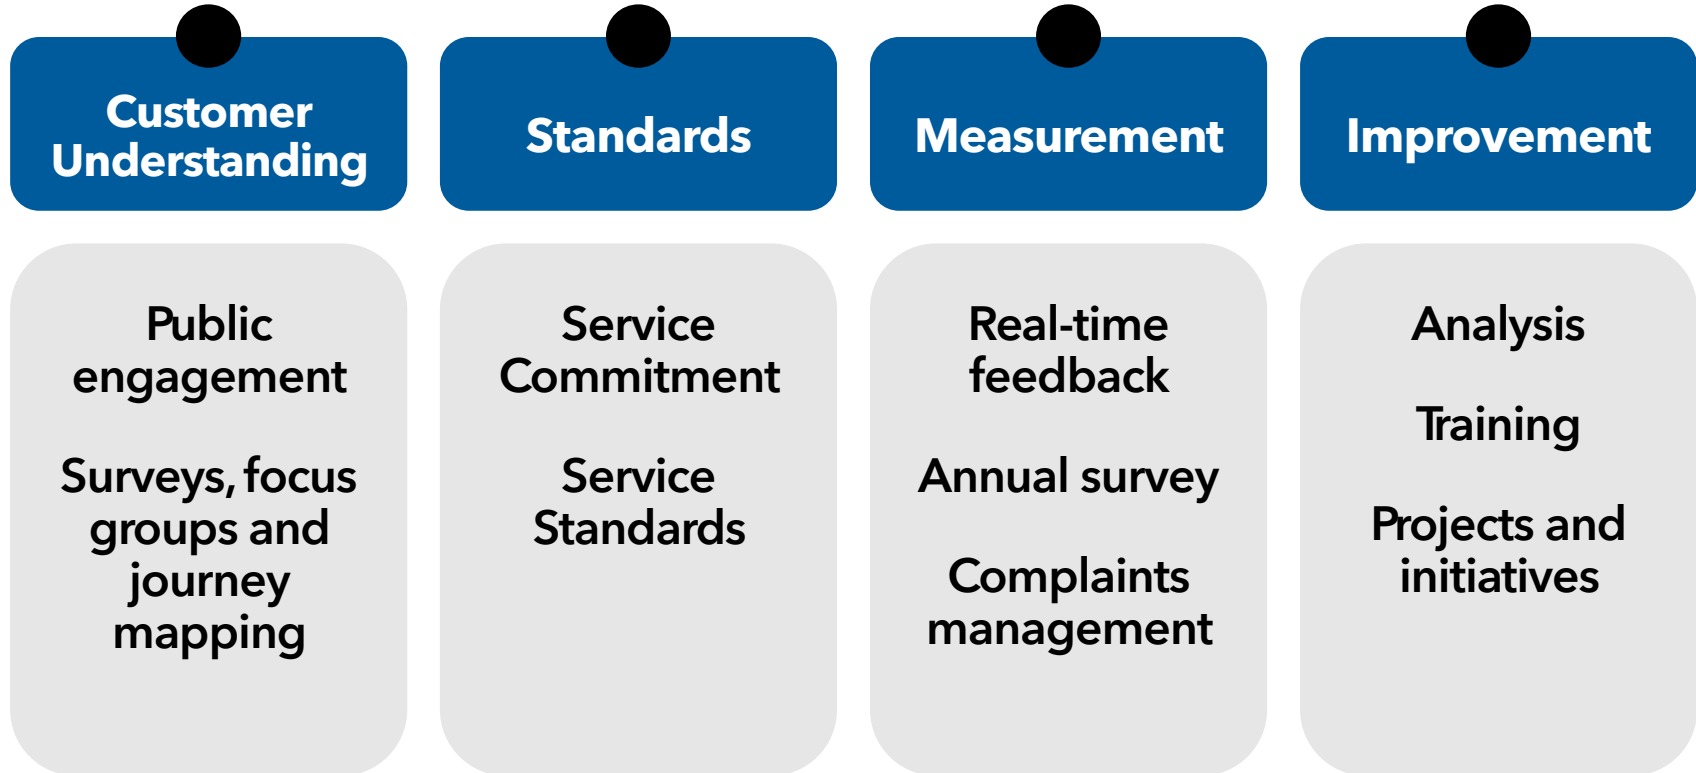 Customer
Understanding
Public
engagement
Surveys, focus
groups and
journey
mapping
Standards
Service
Commitment
Service
Standards
Measurement
Real-time
feedback
Annual survey
Complaints
management
Improvement
Analysis
Training
Projects and
initiatives